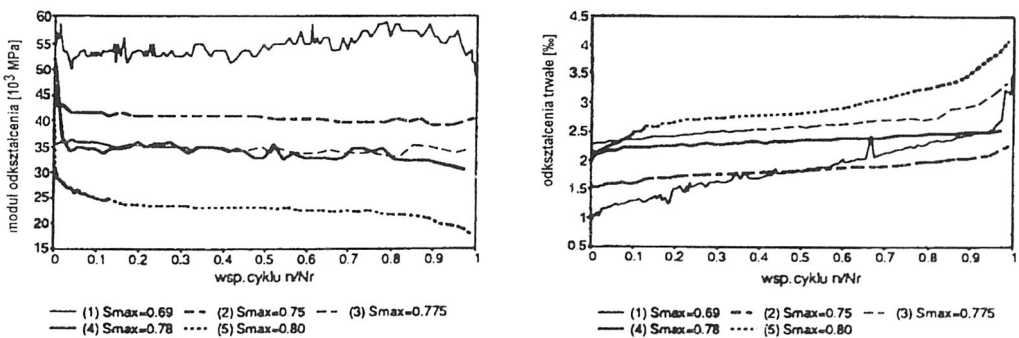 moduł odkształcenia [10³ MPa]
60
55
50
45
40
35
30
25
20
15
0
0.1
0.2
0.3
0.4
0.5
0.6
0.7
0.8
0.9
1
wsp.cyklu n/Nr
(1) Smax=0.69
(2) Smax=0.75
(3) Smax=0.775
(4) Smax=0.78
(5) Smax=0.80
odkształcenia trwałe [‰]
4.5
4
3.5
3
2.5
2
1.5
1
0.5
0
0.1
0.2
0.3
0.4
0.5
0.6
0.7
0.8
0.9
1
wsp.cyklu n/Nr
(1) Smax=0.69
(2) Smax=0.75
(3) Smax=0.775
(4) Smax=0.78
(5) Smax=0.80